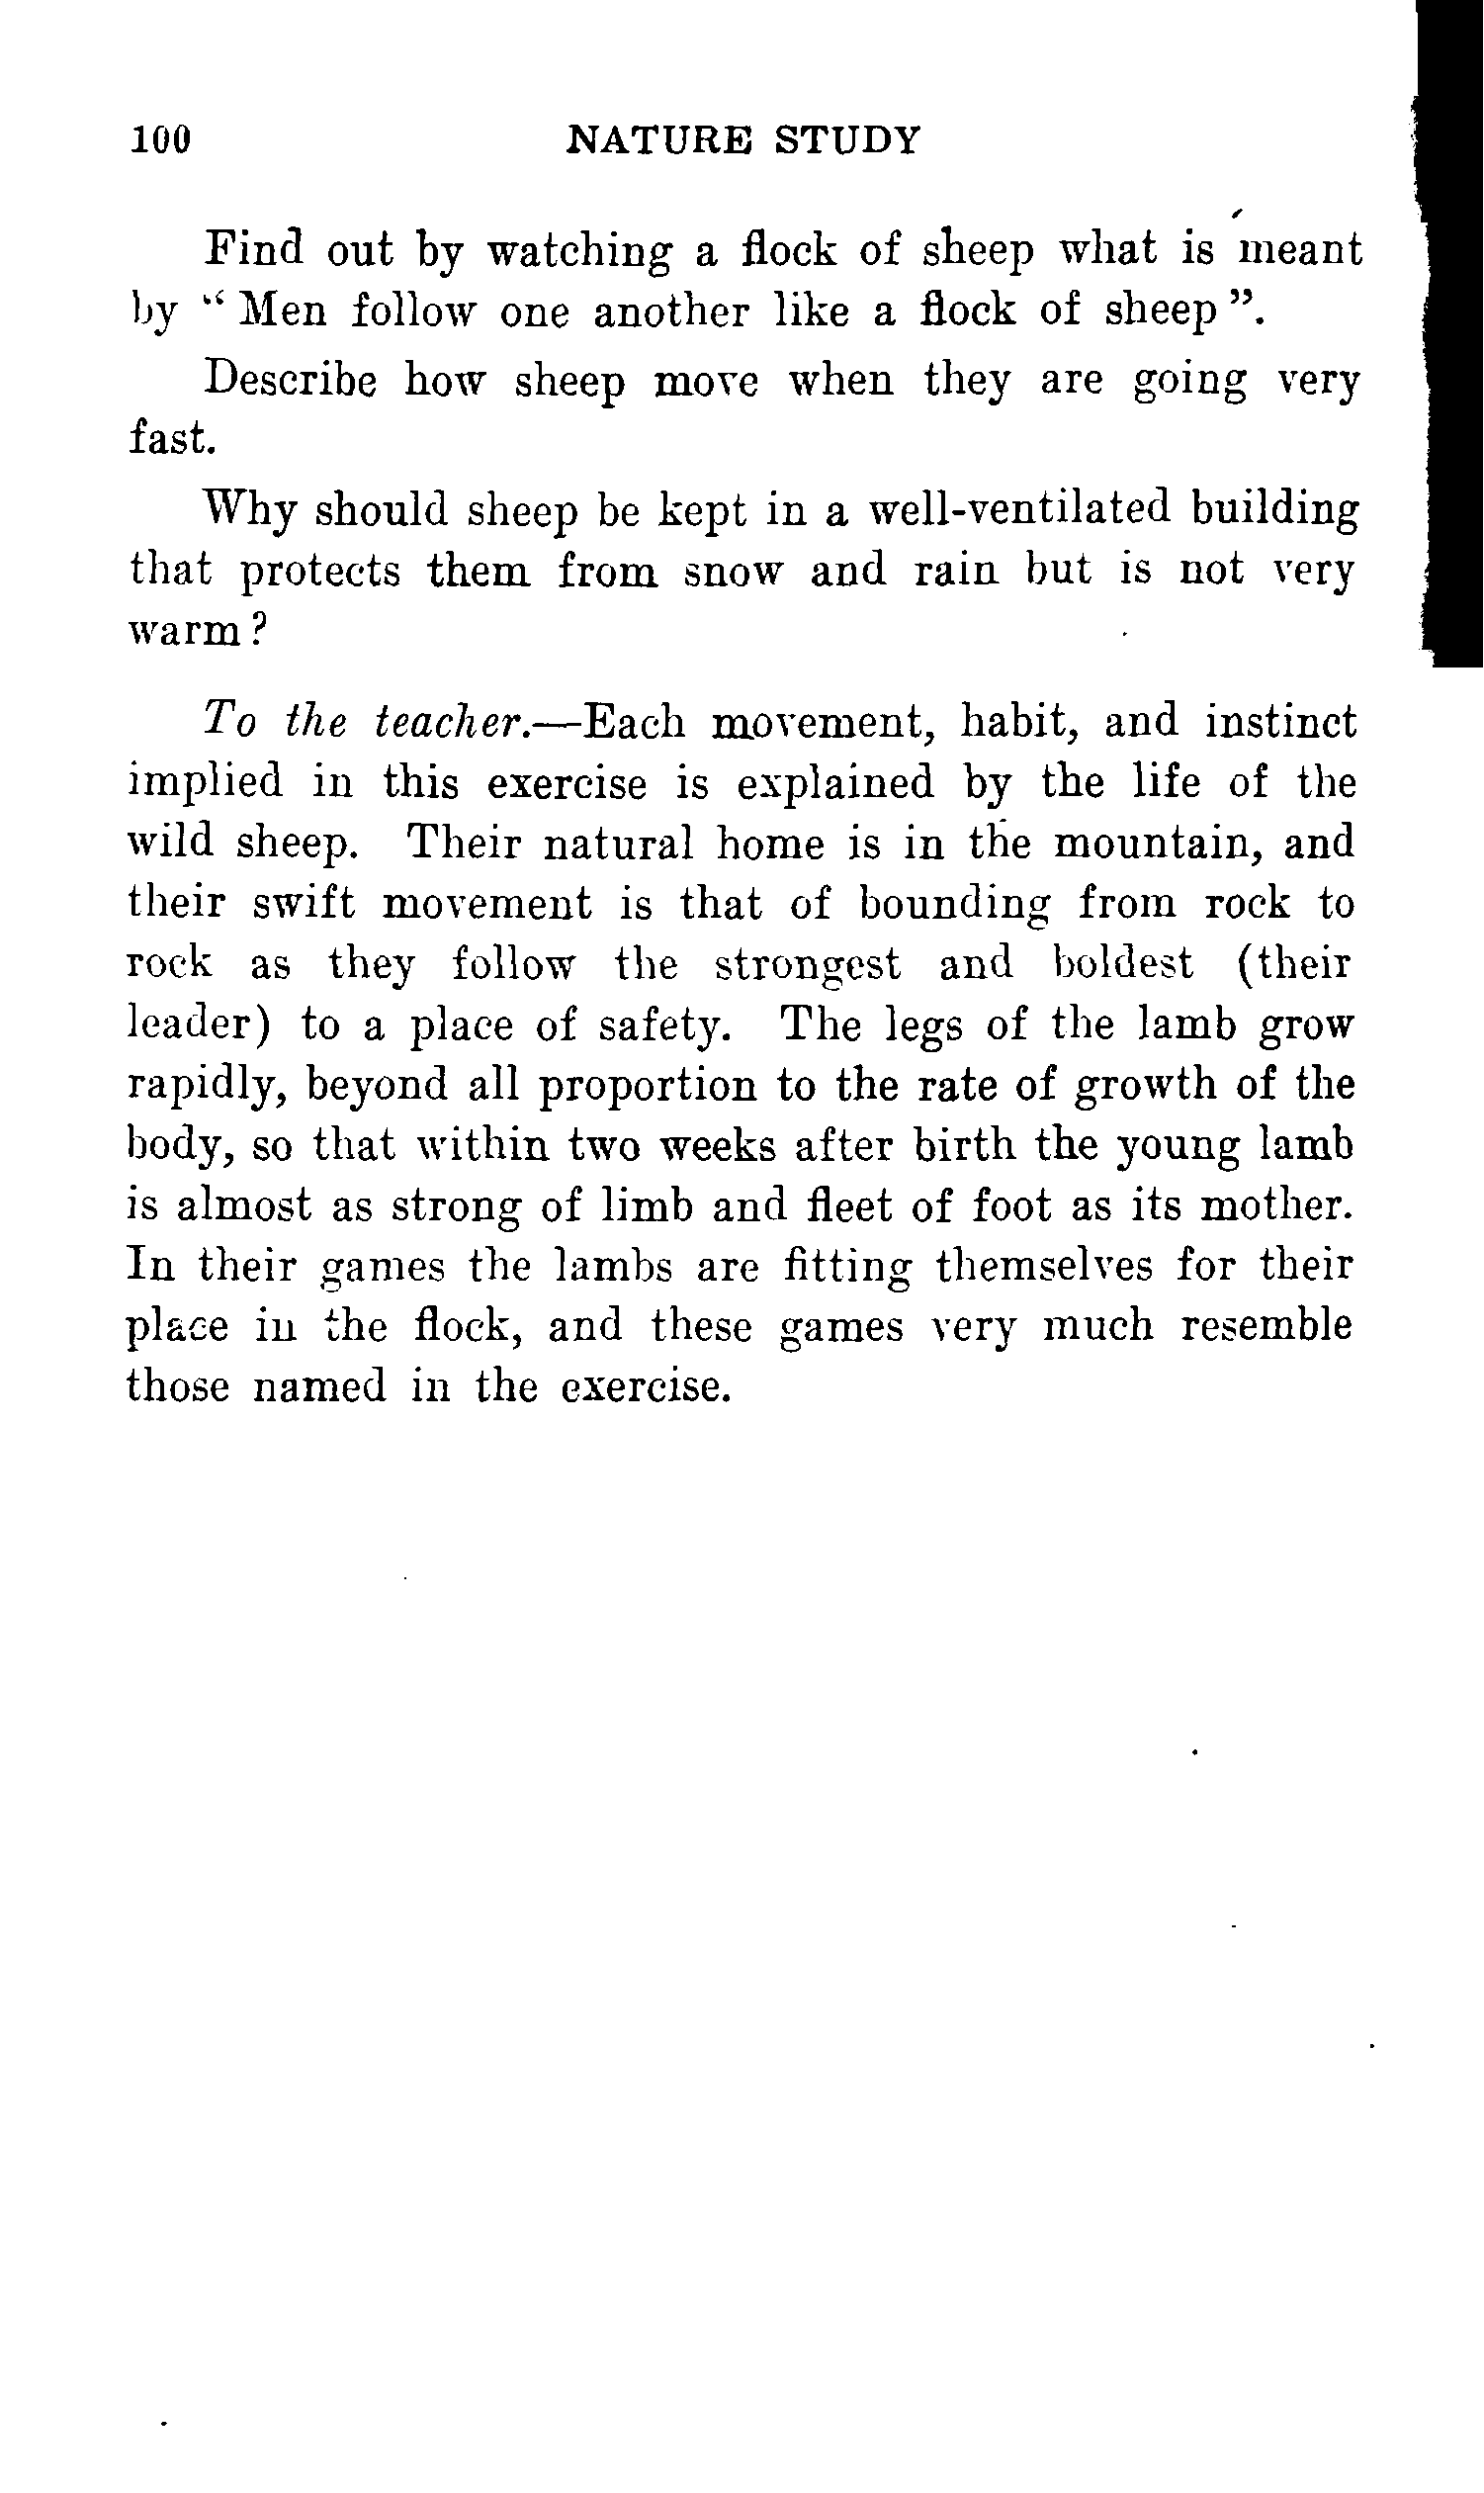 100 NATURE STUDY
Find out by watching a flock of sheep what is meant
by “ Men follow one another like a flock of sheep ”.
Describe how sheep move when they are going very
fast.
Why should sheep be kept in a well-ventilated building
that protects them from snow and rain but is not very
warm ?
To the teacher.—Each movement, habit, and instinct
implied in this exercise is explained by the life of the
wild sheep. Their natural home is in the mountain, and
their swift movement is that of bounding from rock to
rock as they follow the strongest and boldest (their
leader) to a place of safety. The legs of the lamb grow
rapidly, beyond all proportion to the rate of growth of the
body, so that within two weeks after birth the young lamb
is almost as strong of limb and fleet of foot as its mother.
In their games the lambs are fitting themselves for their
place in the flock, and these games very much resemble
those named in the exercise.